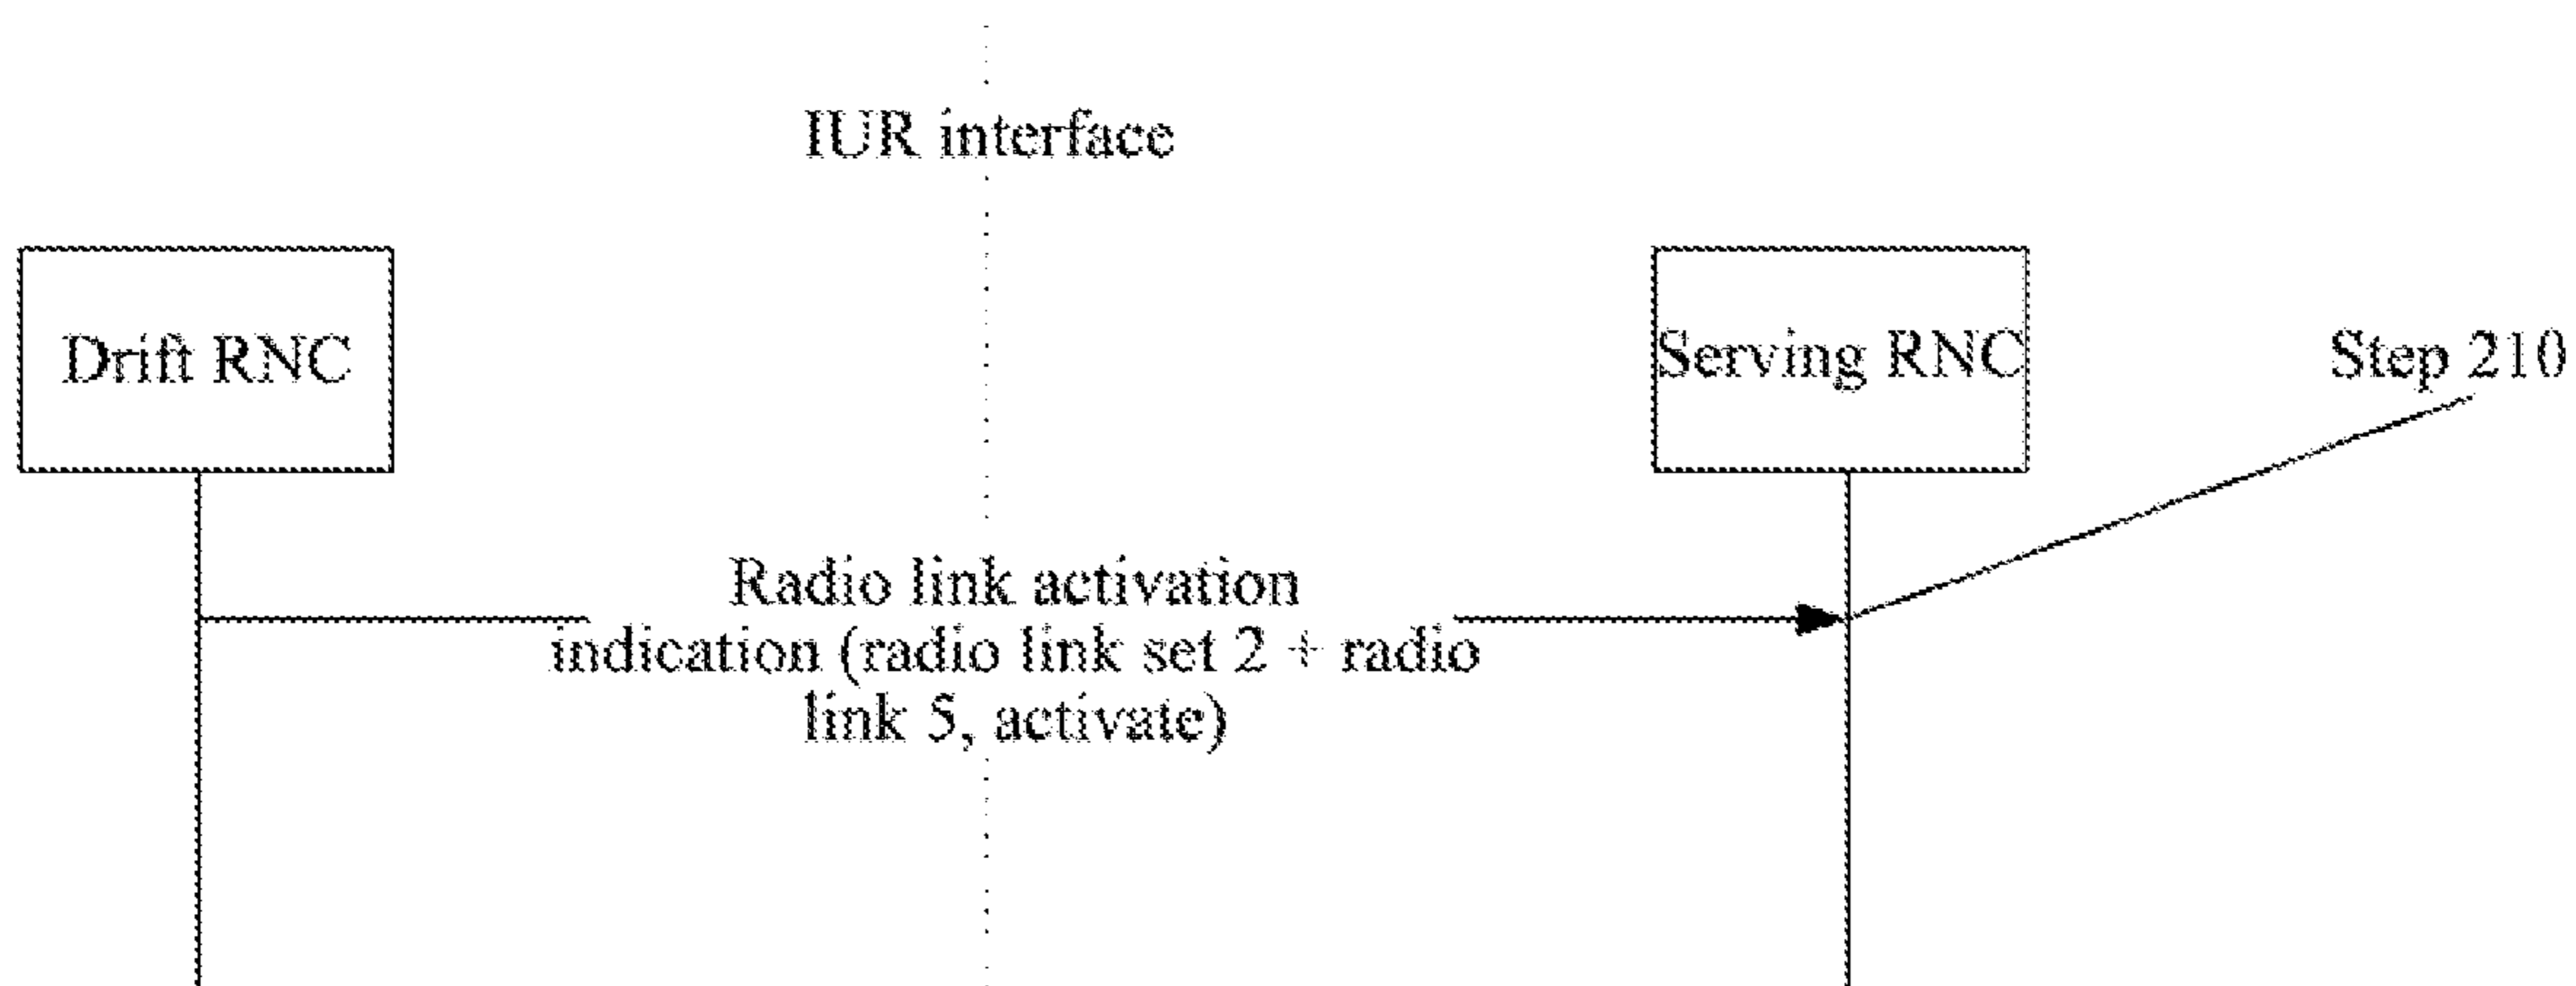 IUR interface
Drift RNC
Serving RNC
Step 210
Radio link activation
indication (radio link set 2 + radio
link 5, activate)